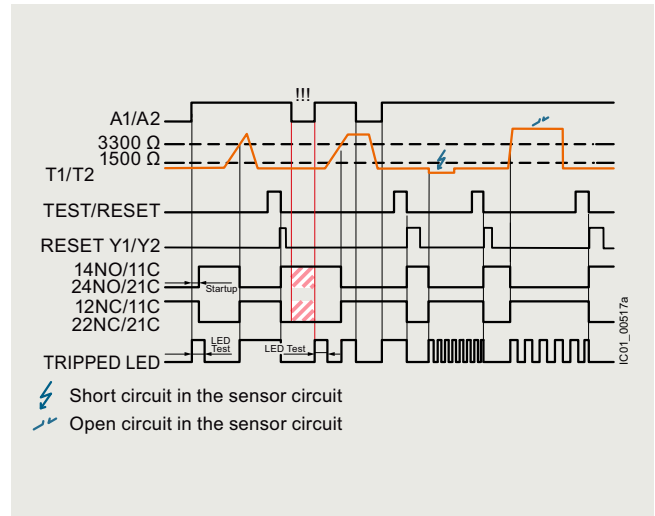 !!!
A1/A2
3300 Ω
1500 Ω
T1/T2
TEST/RESET
RESET Y1/Y2
14NO/11C
24NO/21C
Startup
12NC/11C
22NC/21C
LED
Test
LED Test
TRIPPED LED
IC01_00517a
Short circuit in the sensor circuit
Open circuit in the sensor circuit